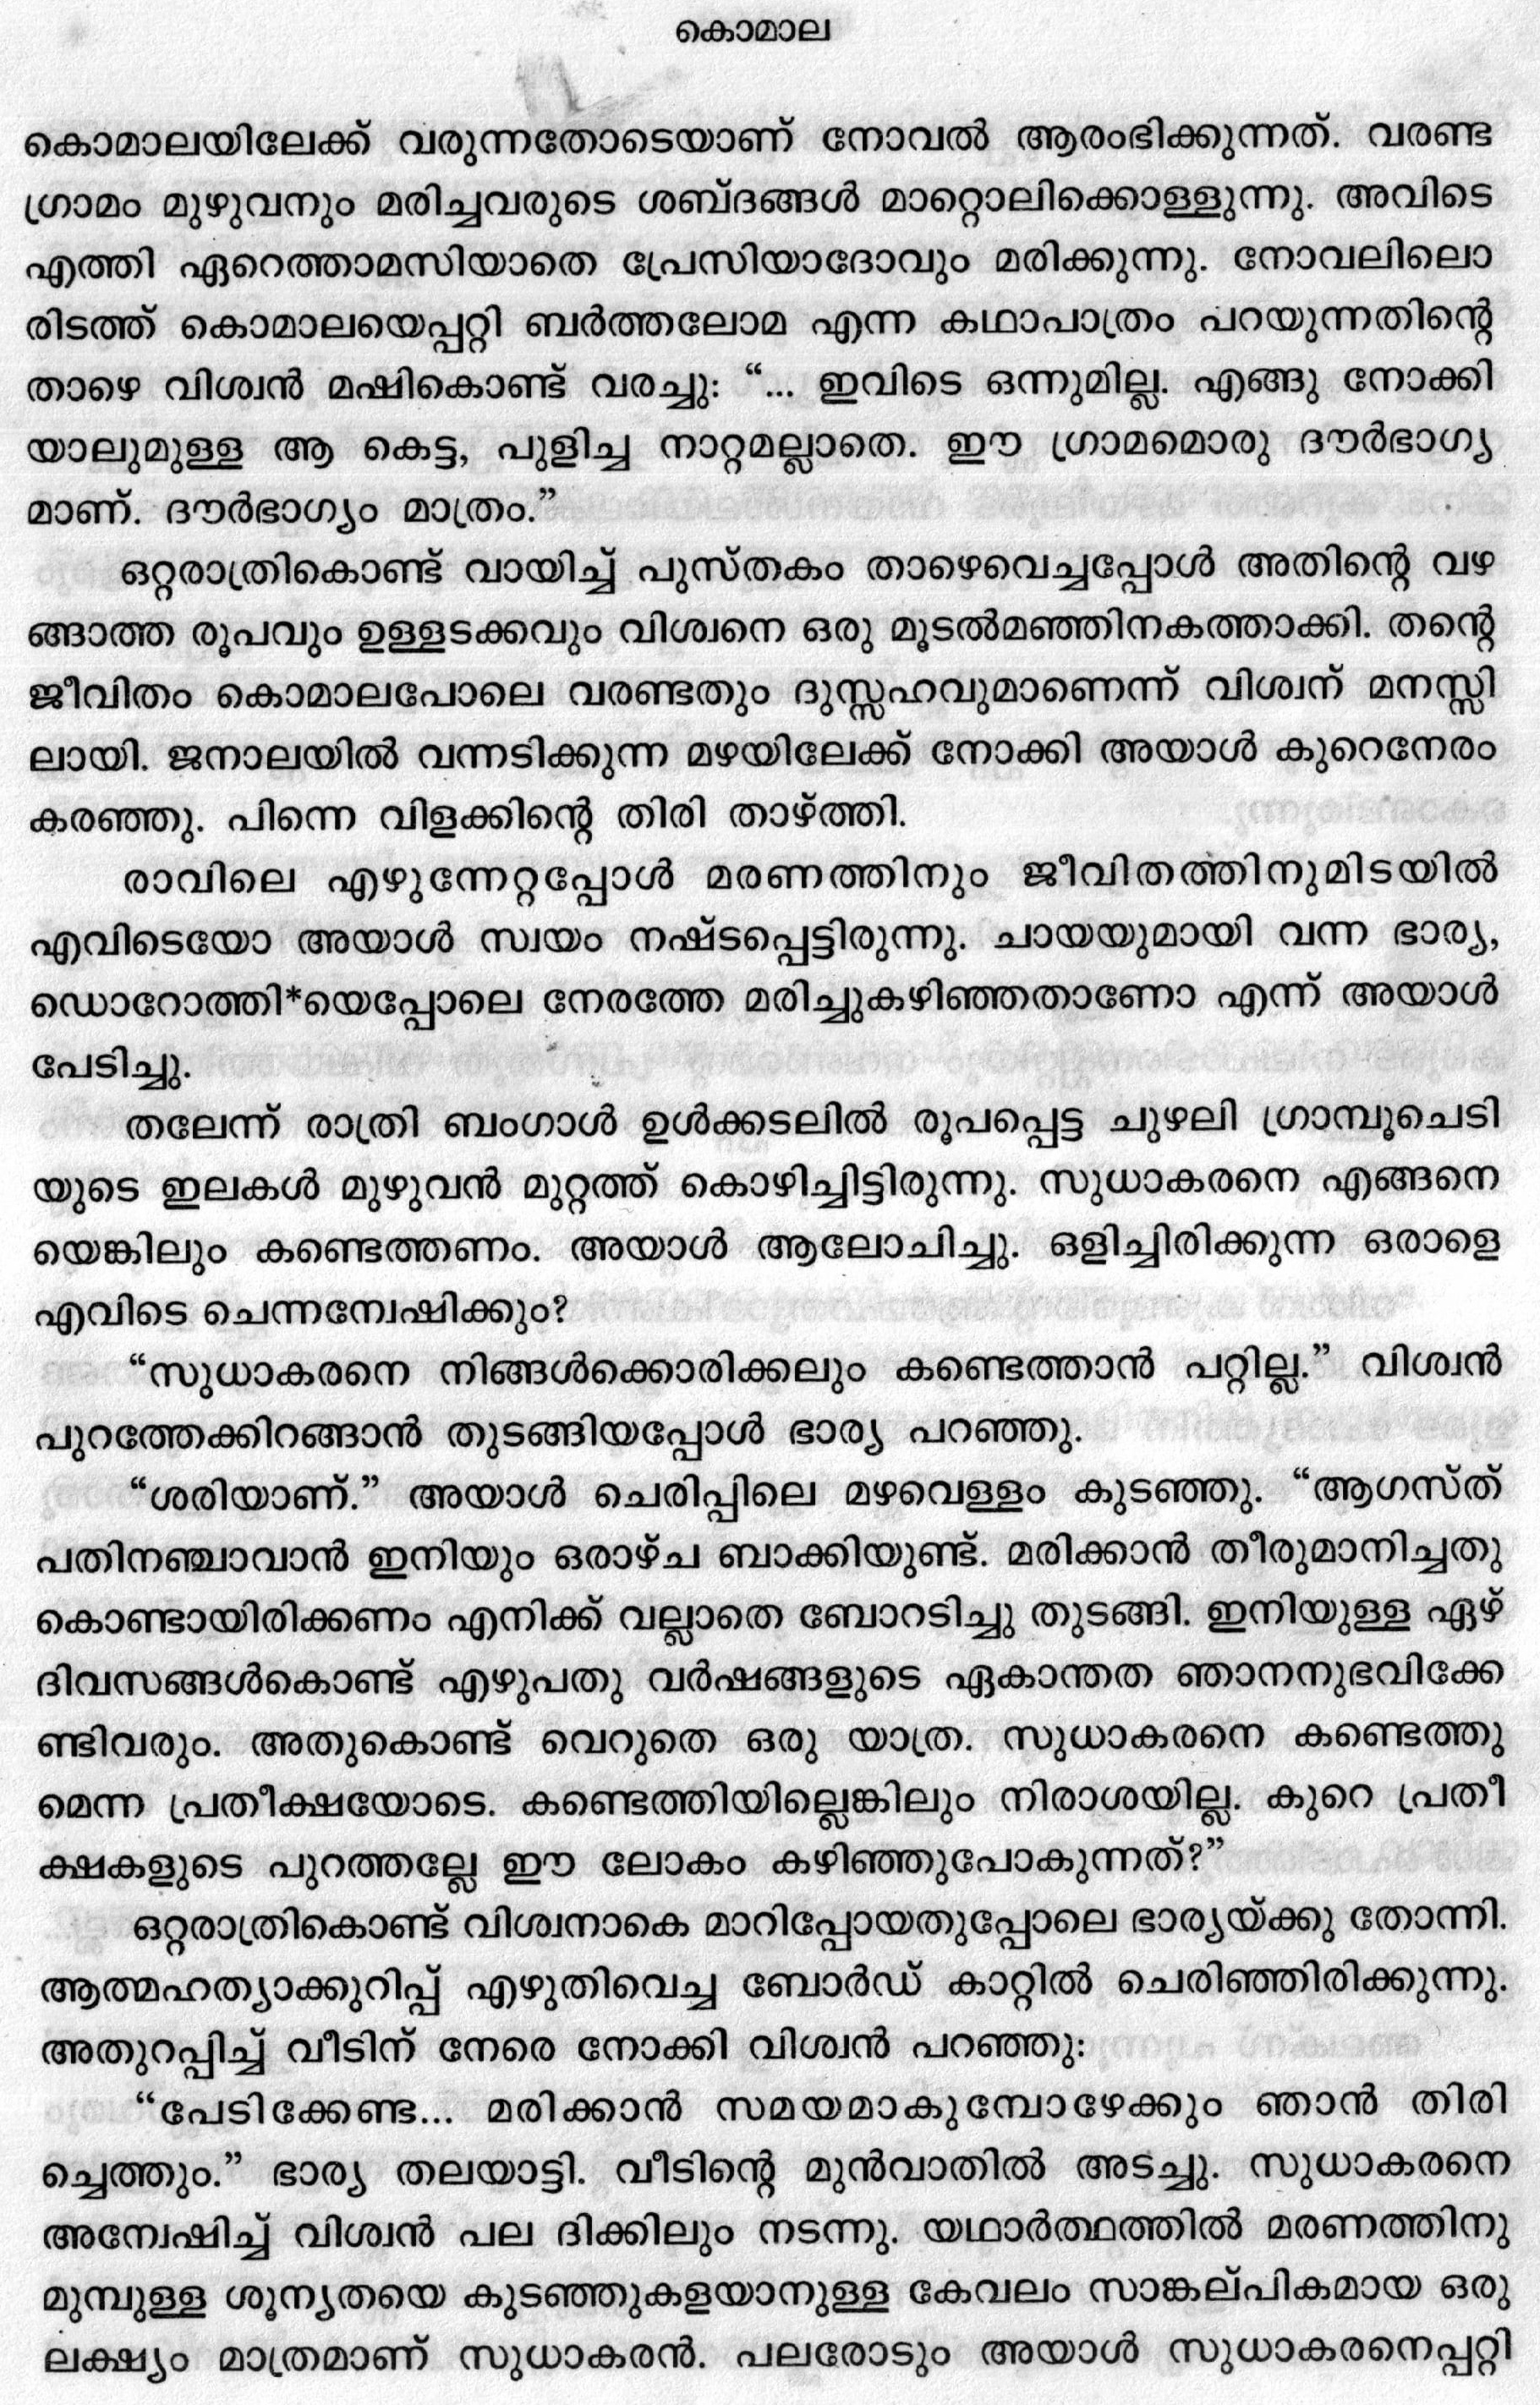 കൊമാല
കൊമാലയിലേക്ക് വരുന്നതോടെയാണ് നോവൽ ആരംഭിക്കുന്നത്. വരണ്ട
ഗ്രാമം മുഴുവനും മരിച്ചവരുടെ ശബ്ദങ്ങൾ മാറ്റൊലിക്കൊള്ളുന്നു. അവിടെ
എത്തി ഏറെത്താമസിയാതെ പ്രേസിയാദോവും മരിക്കുന്നു. നോവലിലൊ
രിടത്ത് കൊമാലയെപ്പറ്റി ബർത്തലോമ എന്ന കഥാപാത്രം പറയുന്നതിന്റെ
താഴെ വിശ്വൻ മഷികൊണ്ട് വരച്ചു: “... ഇവിടെ ഒന്നുമില്ല. എങ്ങു നോക്കി
യാലുമുള്ള ആ കെട്ട, പുളിച്ച നാറ്റമല്ലാതെ. ഈ ഗ്രാമമൊരു ദൗർഭാഗ്യ
മാണ്. ദൗർഭാഗ്യം മാത്രം.”
ഒറ്റരാത്രികൊണ്ട് വായിച്ച് പുസ്തകം താഴെവെച്ചപ്പോൾ അതിന്റെ വഴ
ങ്ങാത്ത രൂപവും ഉള്ളടക്കവും വിശ്വനെ ഒരു മൂടൽമഞ്ഞിനകത്താക്കി. തന്റെ
ജീവിതം കൊമാലപോലെ വരണ്ടതും ദുസ്സഹവുമാണെന്ന് വിശ്വന് മനസ്സി
ലായി. ജനാലയിൽ വന്നടിക്കുന്ന മഴയിലേക്ക് നോക്കി അയാൾ കുറെനേരം
കരഞ്ഞു. പിന്നെ വിളക്കിന്റെ തിരി താഴ്ത്തി.
രാവിലെ എഴുന്നേറ്റപ്പോൾ മരണത്തിനും ജീവിതത്തിനുമിടയിൽ
എവിടെയോ അയാൾ സ്വയം നഷ്ടപ്പെട്ടിരുന്നു. ചായയുമായി വന്ന ഭാര്യ,
ഡൊറോത്തി*യെപ്പോലെ നേരത്തേ മരിച്ചുകഴിഞ്ഞതാണോ എന്ന് അയാൾ
പേടിച്ചു.
തലേന്ന് രാത്രി ബംഗാൾ ഉൾക്കടലിൽ രൂപപ്പെട്ട ചുഴലി ഗ്രാമ്പൂചെടി
യുടെ ഇലകൾ മുഴുവൻ മുറ്റത്ത് കൊഴിച്ചിട്ടിരുന്നു. സുധാകരനെ എങ്ങനെ
യെങ്കിലും കണ്ടെത്തണം. അയാൾ ആലോചിച്ചു. ഒളിച്ചിരിക്കുന്ന ഒരാളെ
എവിടെ ചെന്നന്വേഷിക്കും?
“സുധാകരനെ നിങ്ങൾക്കൊരിക്കലും കണ്ടെത്താൻ പറ്റില്ല.” വിശ്വൻ
പുറത്തേക്കിറങ്ങാൻ തുടങ്ങിയപ്പോൾ ഭാര്യ പറഞ്ഞു.
“ശരിയാണ്.” അയാൾ ചെരിപ്പിലെ മഴവെള്ളം കുടഞ്ഞു. “ആഗസ്ത്
പതിനഞ്ചാവാൻ ഇനിയും ഒരാഴ്ച ബാക്കിയുണ്ട്. മരിക്കാൻ തീരുമാനിച്ചതു
കൊണ്ടായിരിക്കണം എനിക്ക് വല്ലാതെ ബോറടിച്ചു തുടങ്ങി. ഇനിയുള്ള ഏഴ്
ദിവസങ്ങൾകൊണ്ട് എഴുപതു വർഷങ്ങളുടെ ഏകാന്തത ഞാനനുഭവിക്കേ
ണ്ടിവരും. അതുകൊണ്ട് വെറുതെ ഒരു യാത്ര. സുധാകരനെ കണ്ടെത്തു
മെന്ന പ്രതീക്ഷയോടെ. കണ്ടെത്തിയില്ലെങ്കിലും നിരാശയില്ല. കുറെ പ്രതീ
ക്ഷകളുടെ പുറത്തല്ലേ ഈ ലോകം കഴിഞ്ഞുപോകുന്നത്?”
ഒറ്റരാത്രികൊണ്ട് വിശ്വനാകെ മാറിപ്പോയതുപ്പോലെ ഭാര്യയ്ക്കു തോന്നി.
ആത്മഹത്യാക്കുറിപ്പ് എഴുതിവെച്ച ബോർഡ് കാറ്റിൽ ചെരിഞ്ഞിരിക്കുന്നു.
അതുറപ്പിച്ച് വീടിന് നേരെ നോക്കി വിശ്വൻ പറഞ്ഞു:
“പേടിക്കേണ്ട... മരിക്കാൻ സമയമാകുമ്പോഴേക്കും ഞാൻ തിരി
ച്ചെത്തും.” ഭാര്യ തലയാട്ടി. വീടിന്റെ മുൻവാതിൽ അടച്ചു. സുധാകരനെ
അന്വേഷിച്ച് വിശ്വൻ പല ദിക്കിലും നടന്നു. യഥാർത്ഥത്തിൽ മരണത്തിനു
മുമ്പുള്ള ശൂന്യതയെ കുടഞ്ഞുകളയാനുള്ള കേവലം സാങ്കല്പികമായ ഒരു
ലക്ഷ്യം മാത്രമാണ് സുധാകരൻ. പലരോടും അയാൾ സുധാകരനെപ്പറ്റി